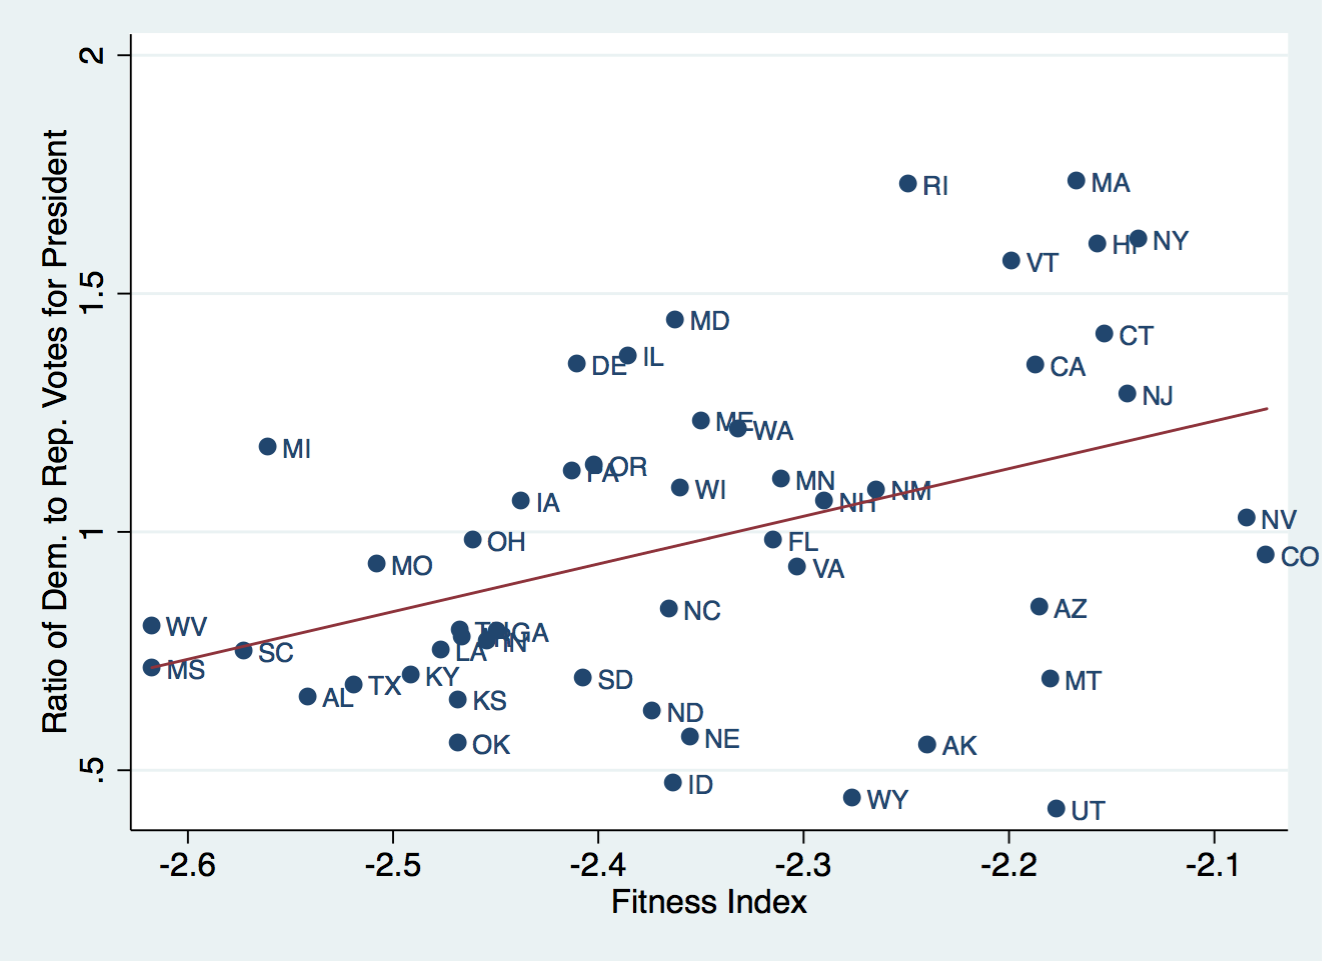 Ratio of Dem. to Rep. Votes for President
2
1.5
1
.5
RI
MA
HI
NY
VT
MD
CT
DE
IL
CA
NJ
ME
WA
MI
PA
OR
WI
MN
NH
NM
IA
NV
OH
FL
CO
MO
VA
NC
AZ
WV
GA
IN
LA
SC
MS
KY
SD
MT
AL
TX
KS
ND
OK
NE
AK
ID
WY
UT
-2.6
-2.5
-2.4
-2.3
-2.2
-2.1
Fitness Index